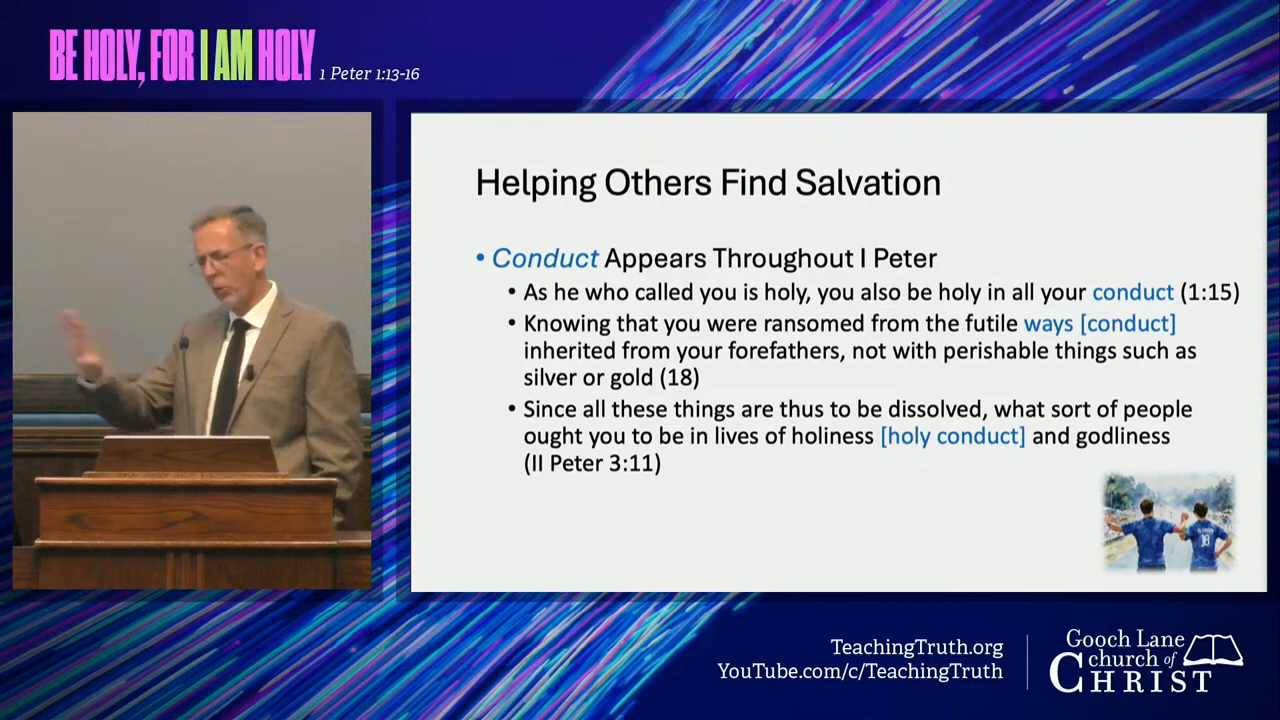 BE HOLY, FOR I AM HOLY 1 Peter 1:13-16
Helping Others Find Salvation
• Conduct Appears Throughout I Peter
• As he who called you is holy, you also be holy in all your conduct (1:15)
• Knowing that you were ransomed from the futile ways [conduct]
inherited from your forefathers, not with perishable things such as
silver or gold (18)
• Since all these things are thus to be dissolved, what sort of people
ought you to be in lives of holiness [holy conduct] and godliness
(II Peter 3:11)
18
TeachingTruth.org
YouTube.com/c/TeachingTruth
Gooch Lane
church of
CHRIST